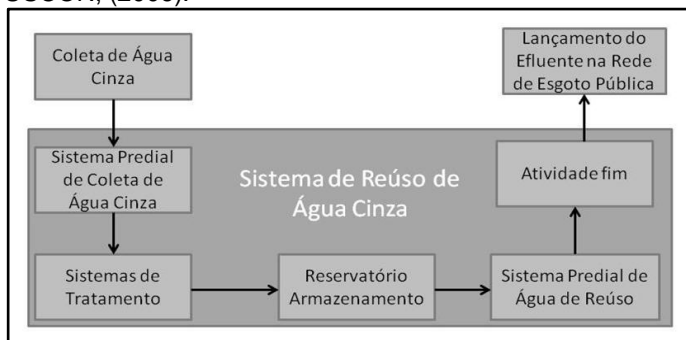 Coleta de Água
Cinza
Lançamento do
Efluente na Rede
de Esgoto Pública
Sistema Predial
de Coleta de
Água Cinza
Sistema de Reúso de
Água Cinza
Atividade fim
Sistemas de
Tratamento
Reservatório
Armazenamento
Sistema Predial de
Água de Reúso